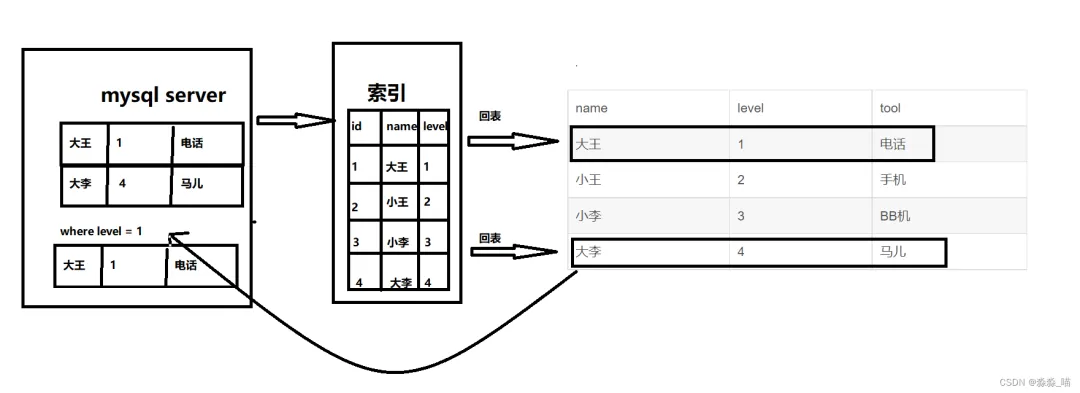 mysql server
大王 1 电话
大李 4 马儿
where level = 1
大王 1 电话
索引
id name level
1 大王 1
2 小王 2
3 小李 3
4 大李 4
回表
回表
name level tool
大王 1 电话
小王 2 手机
小李 3 BB机
大李 4 马儿
CSDN @淼淼_喵